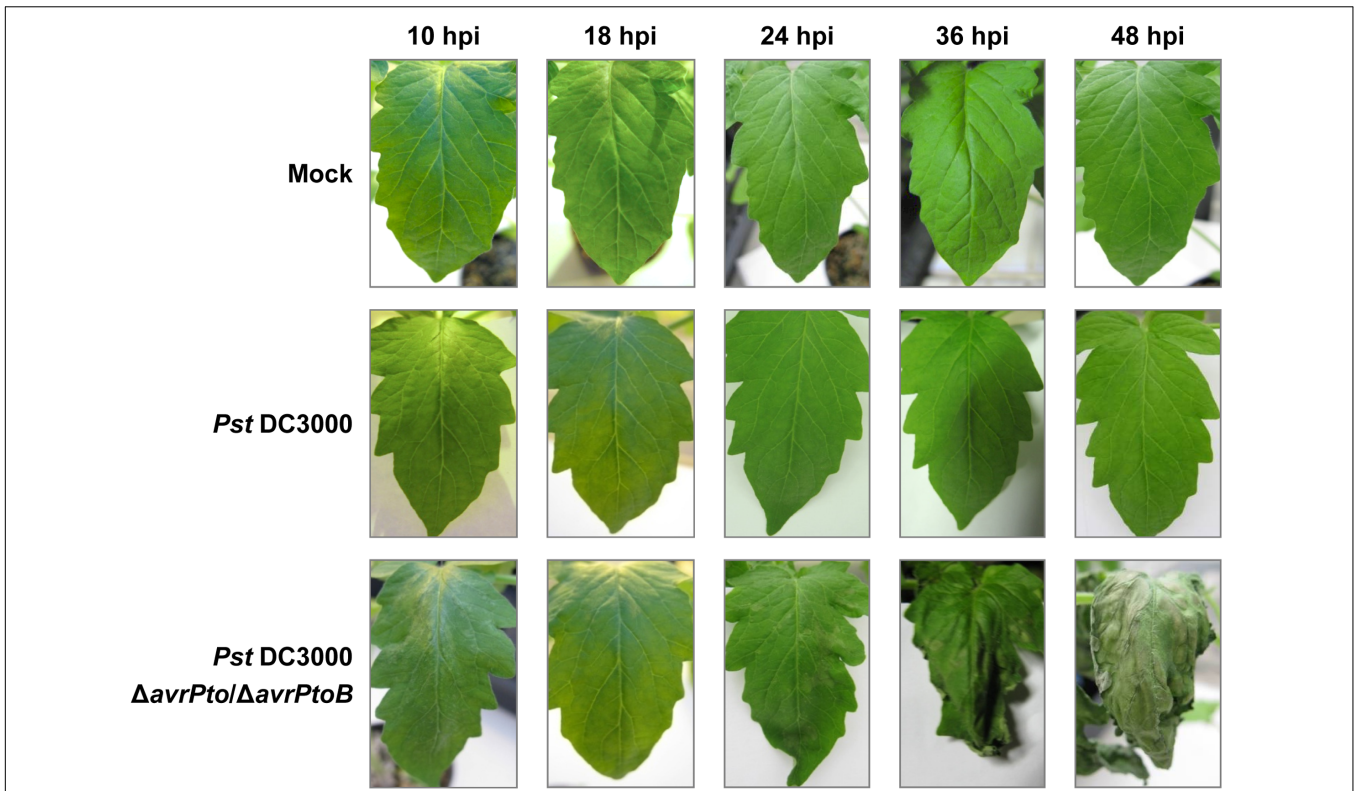 10 hpi 18 hpi 24 hpi 36 hpi 48 hpi
Mock
Pst DC3000
Pst DC3000
ΔavrPto/ΔavrPtoB